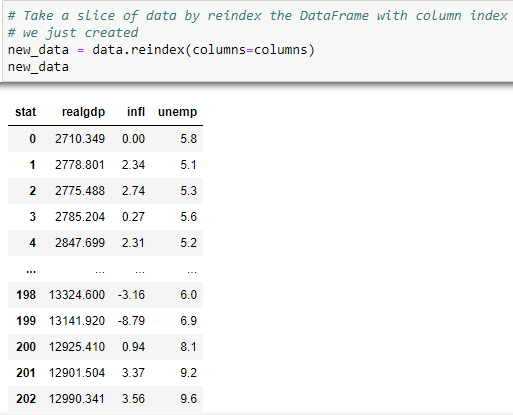 # Take a slice of data by reindex the DataFrame with column index
# we just created
new_data = data.reindex(columns=columns)
new_data
stat realgdp infl unemp
0 2710.349 0.00 5.8
1 2778.801 2.34 5.1
2 2775.488 2.74 5.3
3 2785.204 0.27 5.6
4 2847.699 2.31 5.2
... ... ... ...
198 13324.600 -3.16 6.0
199 13141.920 -8.79 6.9
200 12925.410 0.94 8.1
201 12901.504 3.37 9.2
202 12990.341 3.56 9.6